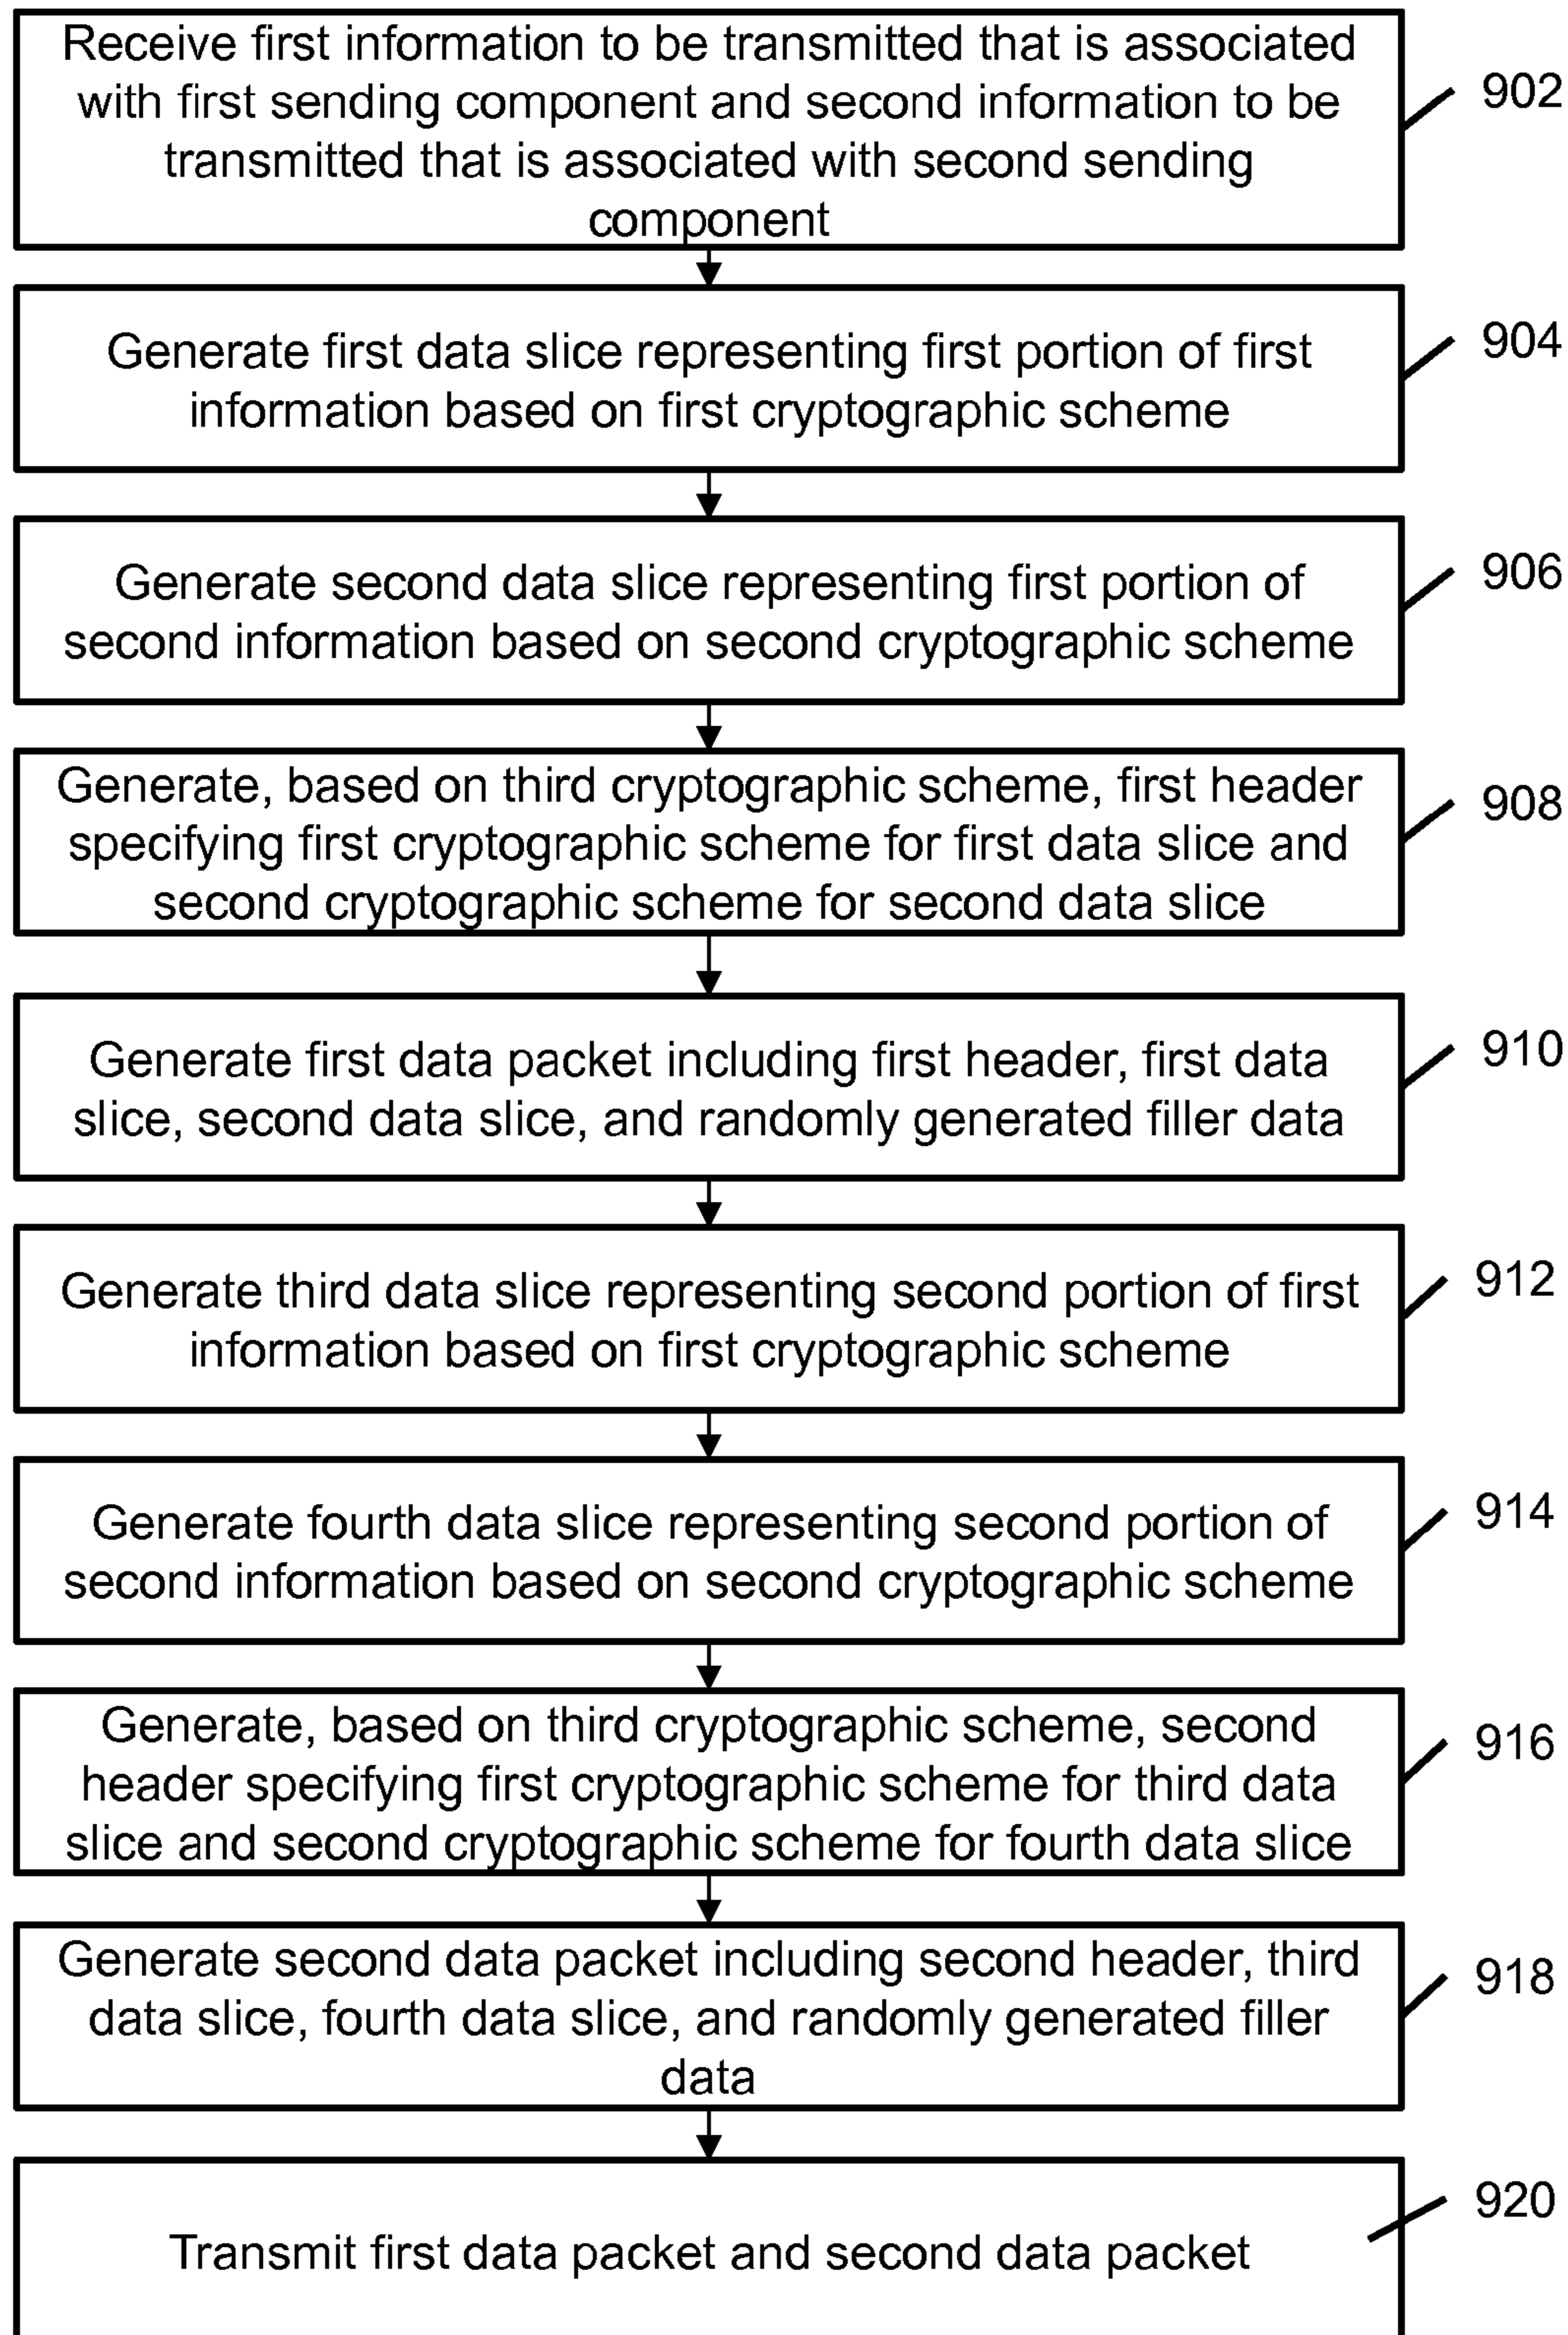 Receive first information to be transmitted that is associated
with first sending component and second information to be
transmitted that is associated with second sending
component
902
Generate first data slice representing first portion of first
information based on first cryptographic scheme
904
Generate second data slice representing first portion of
second information based on second cryptographic scheme
906
Generate, based on third cryptographic scheme, first header
specifying first cryptographic scheme for first data slice and
second cryptographic scheme for second data slice
908
Generate first data packet including first header, first data
slice, second data slice, and randomly generated filler data
910
Generate third data slice representing second portion of first
information based on first cryptographic scheme
912
Generate fourth data slice representing second portion of
second information based on second cryptographic scheme
914
Generate, based on third cryptographic scheme, second
header specifying first cryptographic scheme for third data
slice and second cryptographic scheme for fourth data slice
916
Generate second data packet including second header, third
data slice, fourth data slice, and randomly generated filler
data
918
Transmit first data packet and second data packet
920